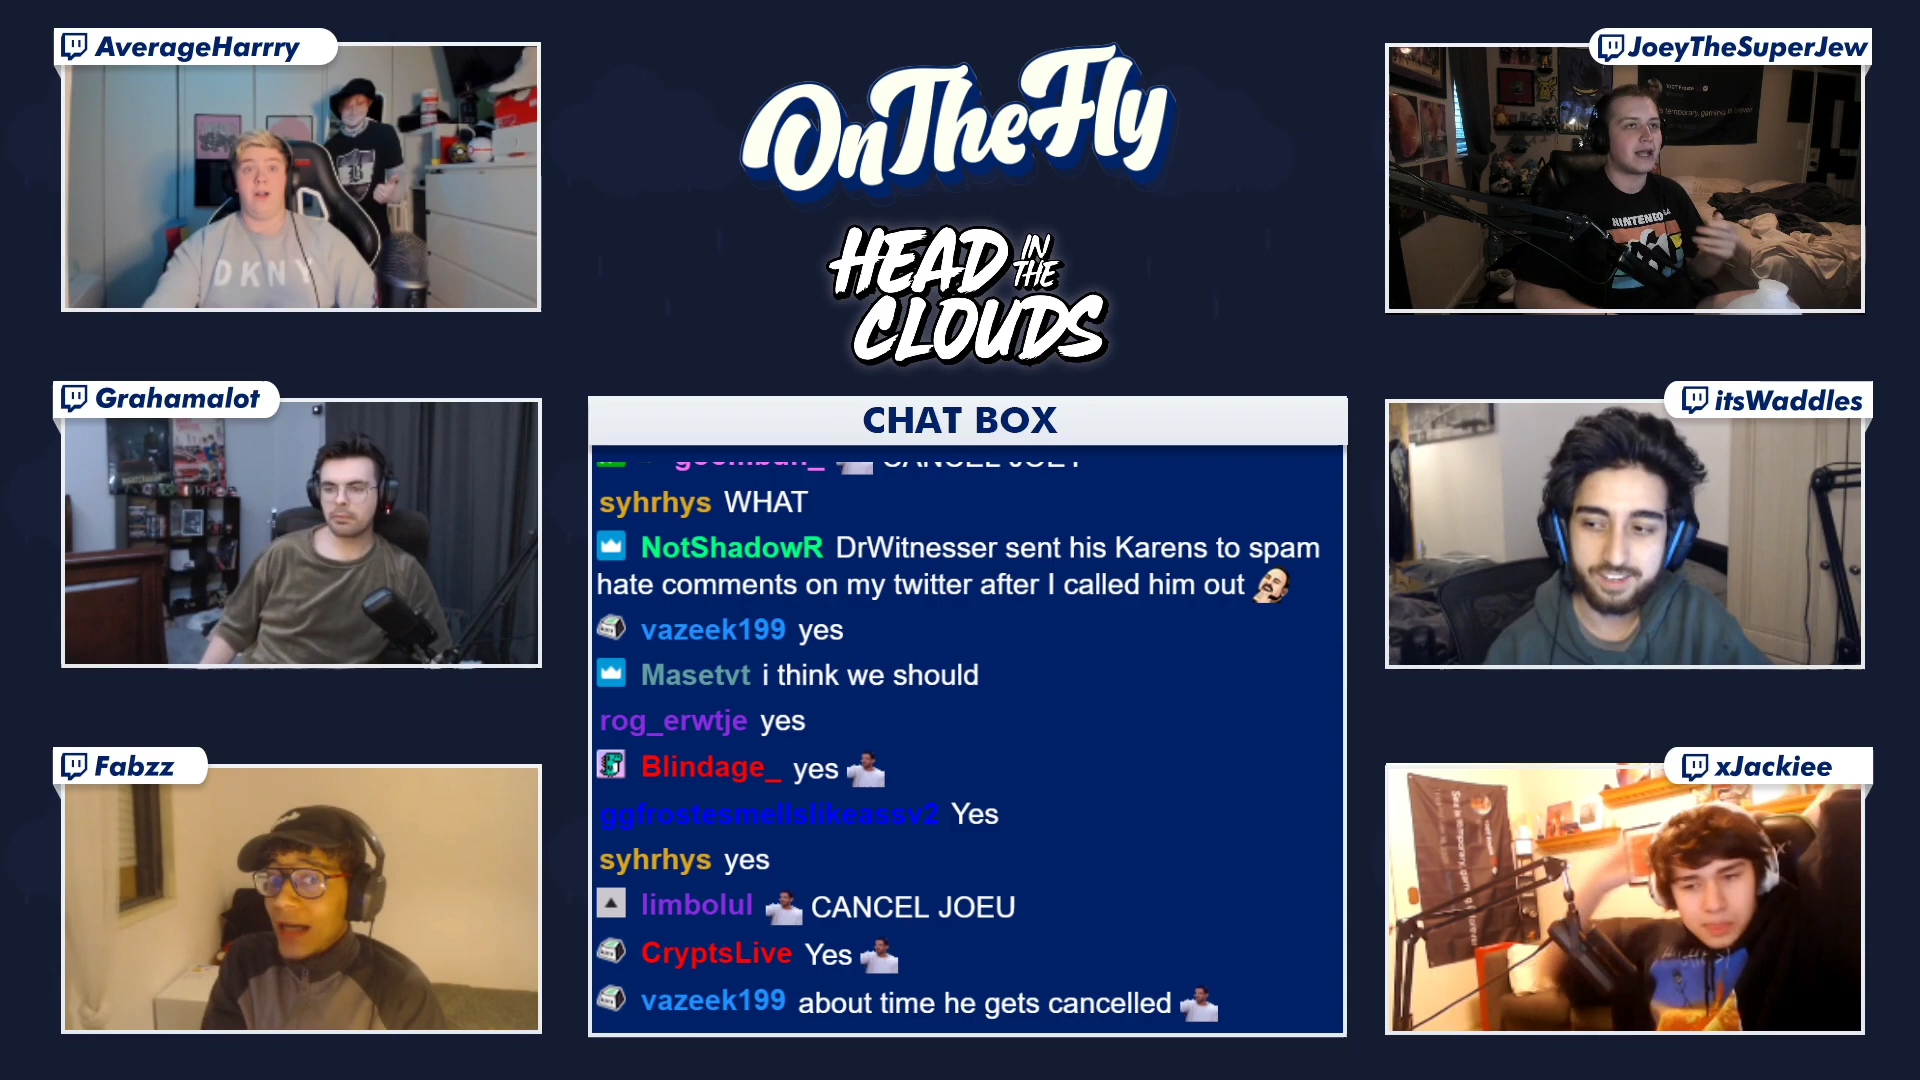 AverageHarrry
DKNY
OnTheFly
HEAD IN THE CLOUDS
JoeyTheSuperJew
NINTENDO
Grahamalot
itsWaddles
Fabzz
xJackiee
CHAT BOX
CANCEL JOEY
syhrhys WHAT
NotShadowR DrWitnesser sent his Karens to spam
hate comments on my twitter after I called him out
vazeek199 yes
Masetvt i think we should
rog_erwtje yes
Blindage_ yes
ggfrostesmellslikeassv2 Yes
syhrhys yes
limbolul CANCEL JOEU
CryptsLive Yes
vazeek199 about time he gets cancelled